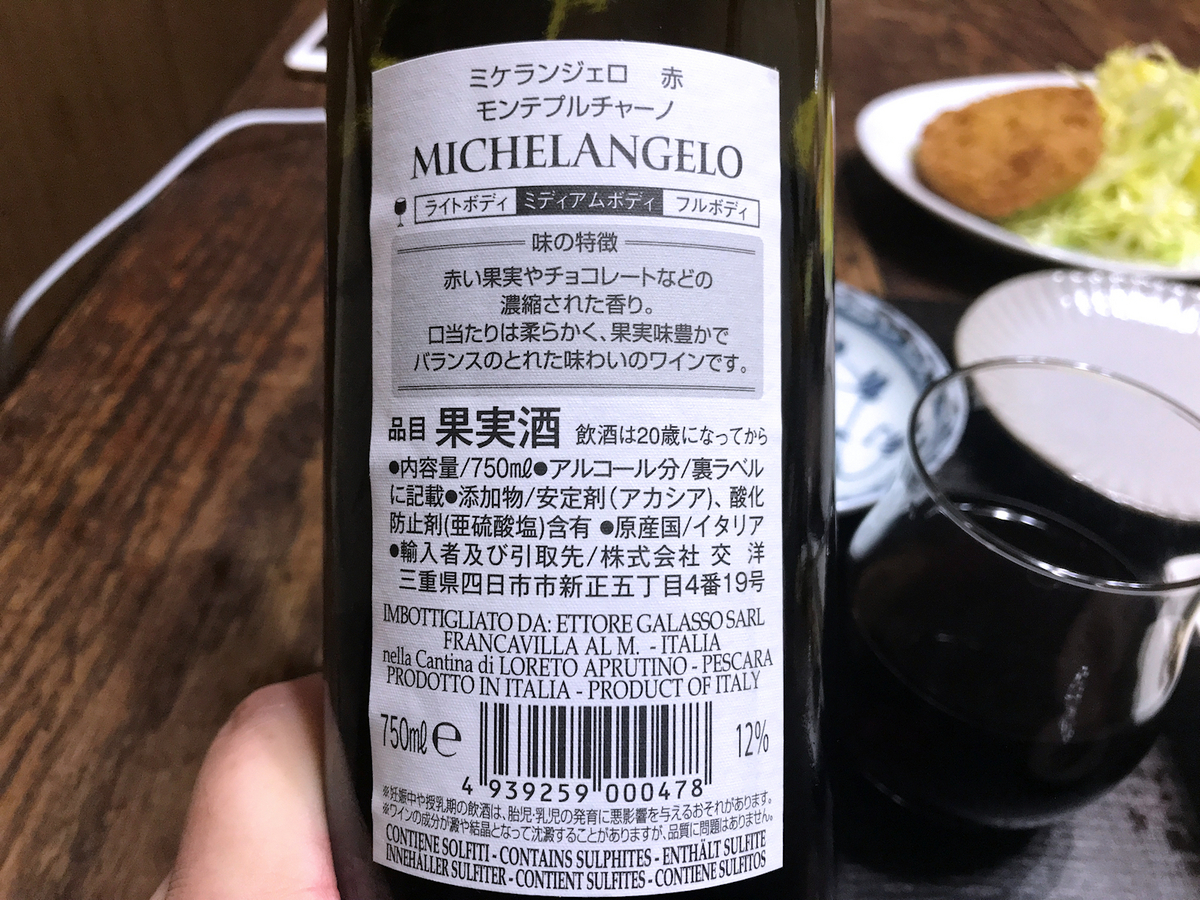 ミケランジェロ 赤
モンテプルチャーノ
MICHELANGELO
ライトボディ ミディアムボディ フルボディ
味の特徴
赤い果実やチョコレートなどの
濃縮された香り。
口当たりは柔らかく、果実味豊かで
バランスのとれた味わいのワインです。
品目 果実酒 飲酒は20歳になってから
●内容量/750mℓ●アルコール分/裏ラベル
に記載●添加物/安定剤(アカシア)、酸化
防止剤(亜硫酸塩)含有 ●原産国/イタリア
●輸入者及び引取先/株式会社 交 洋
三重県四日市市新正五丁目4番19号
IMBOTTIGLIATO DA: ETTORE GALASSO SARL
FRANCAVILLA AL M. - ITALIA
nella Cantina di LORETO APRUTINO - PESCARA
PRODOTTO IN ITALIA - PRODUCT OF ITALY
750mℓ e 12%
4 939259 000478
※妊娠中や授乳期の飲酒は、胎児・乳児の発育に悪影響を与えるおそれがあります。
※ワインの成分が澱や結晶となって沈澱することがありますが、品質に問題はありません。
CONTIENE SOLFITI - CONTAINS SULPHITES - ENTHÄLT SULFITE
INNEHÅLLER SULFITER - CONTIENT SULFITES - CONTIENE SULFITOS